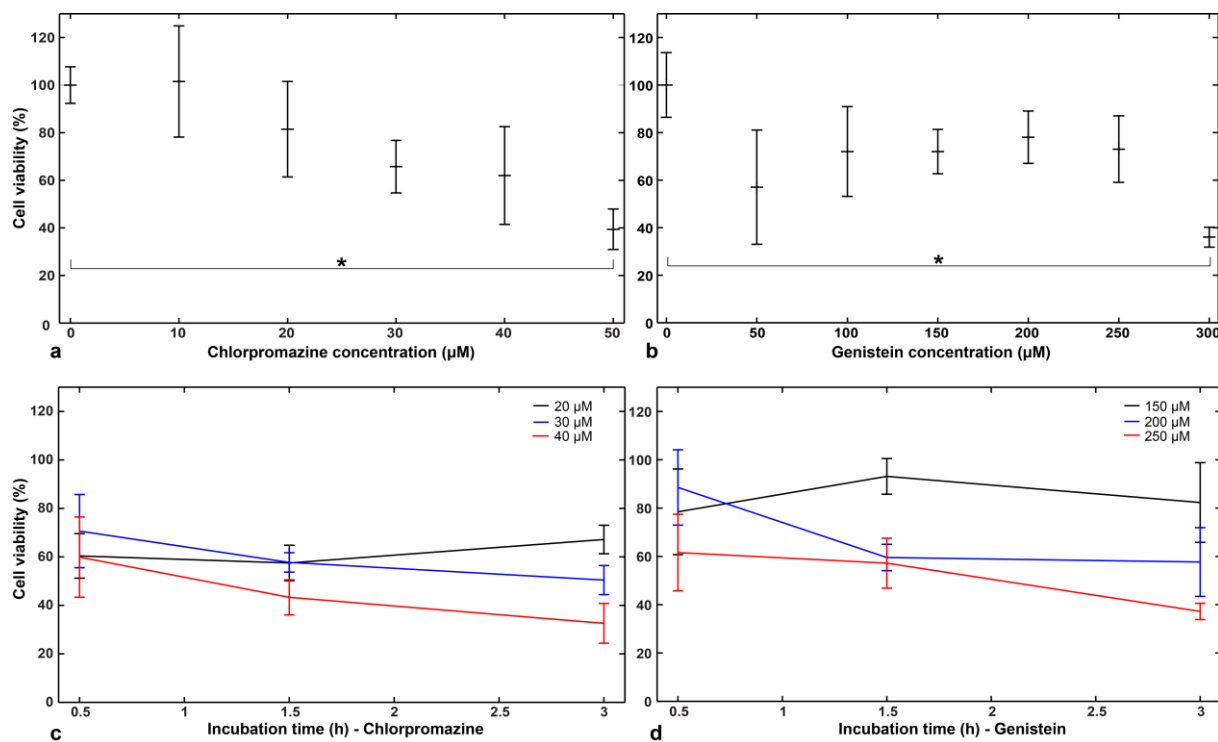 120
100
80
60
40
20
0
Cell viability (%)
*
0 10 20 30 40 50
a Chlorpromazine concentration (µM)
120
100
80
60
40
20
0
*
0 50 100 150 200 250 300
b Genistein concentration (µM)
120
100
80
60
40
20
0
Cell viability (%)
20 µM
30 µM
40 µM
0.5 1 1.5 2 2.5 3
c Incubation time (h) - Chlorpromazine
120
100
80
60
40
20
0
150 µM
200 µM
250 µM
0.5 1 1.5 2 2.5 3
d Incubation time (h) - Genistein